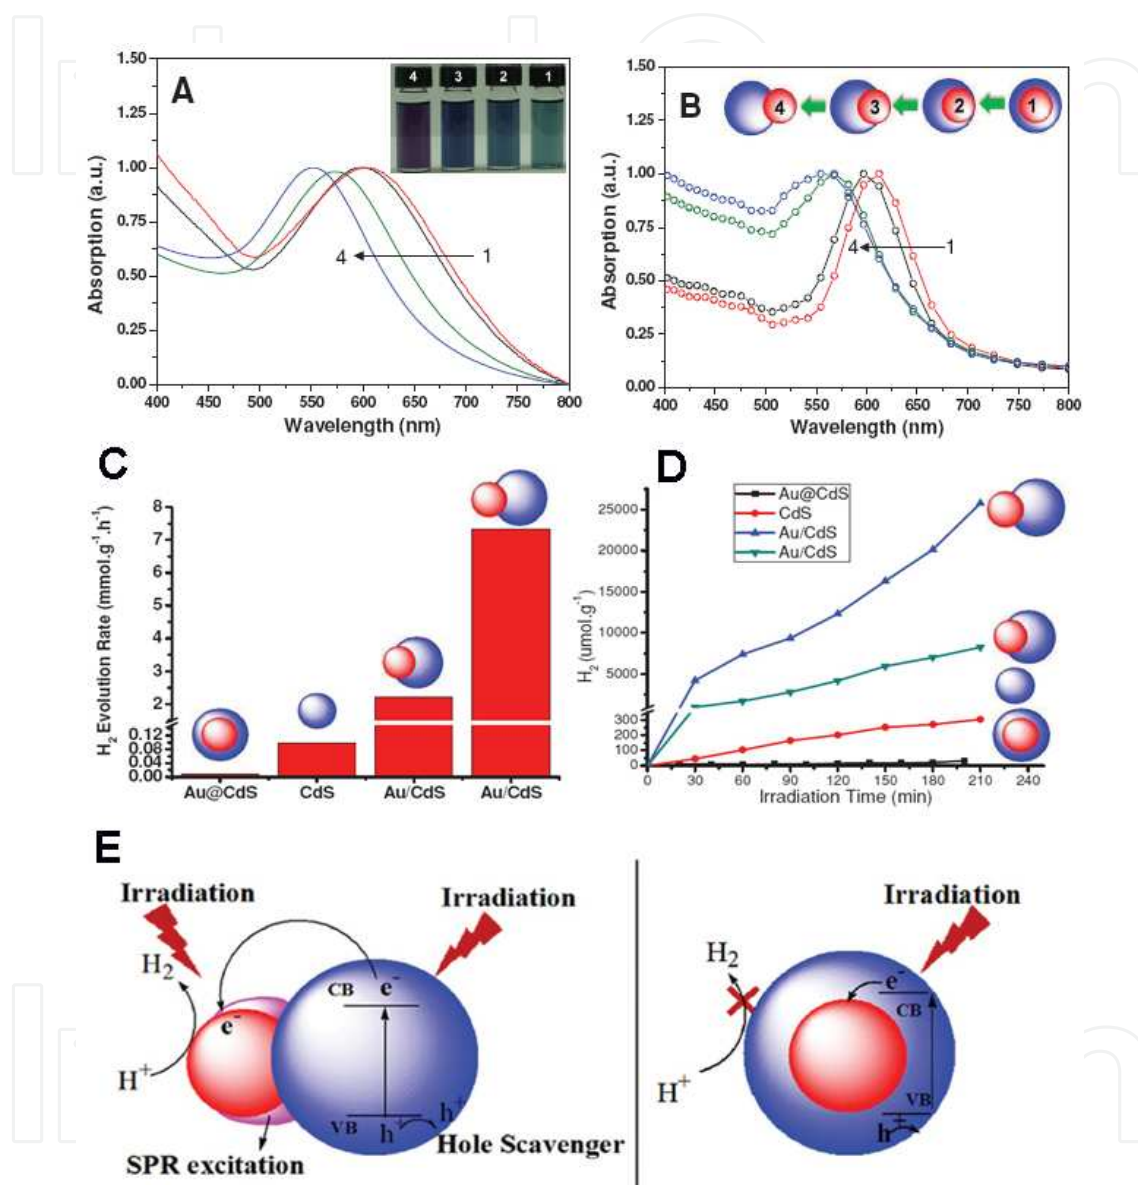 A
4 3 2 1
1.50
1.25
1.00
0.75
0.50
0.25
0.00
Absorption (a.u.)
4 1
400 450 500 550 600 650 700 750 800
Wavelength (nm)
B
4 3 2 1
1.50
1.25
1.00
0.75
0.50
0.25
0.00
Absorption (a.u.)
4 1
400 450 500 550 600 650 700 750 800
Wavelength (nm)
C
8
7
6
5
4
3
2
0.12
0.08
0.04
0.00
H2 Evolution Rate (mmol.g-1.h-1)
Au@CdS CdS Au/CdS Au/CdS
D
Au@CdS
CdS
Au/CdS
Au/CdS
25000
20000
15000
10000
5000
300
200
100
0
H2 (umol.g-1)
0 30 60 90 120 150 180 210 240
Irradiation Time (min)
E
Irradiation
Irradiation
H2
CB e-
e-
H+
VB h+ h+
Hole Scavenger
SPR excitation
Irradiation
H2
e-
CB
H+
VB
h+